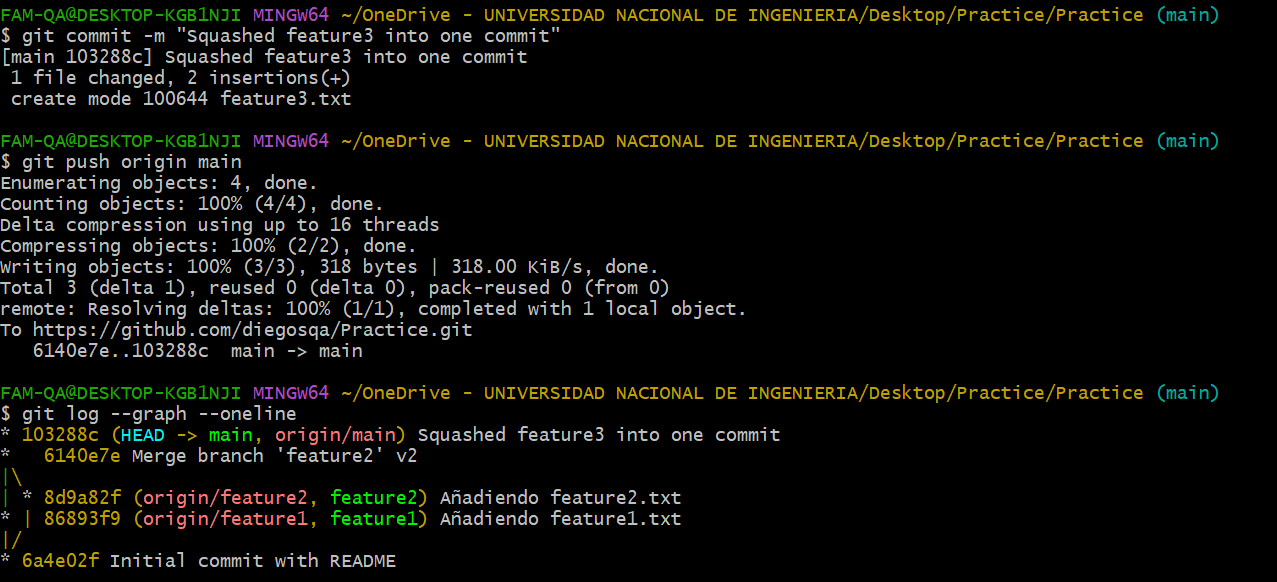 FAM-QA@DESKTOP-KGB1NJI MINGW64 ~/OneDrive - UNIVERSIDAD NACIONAL DE INGENIERIA/Desktop/Practice/Practice (main)
$ git commit -m "Squashed feature3 into one commit"
[main 103288c] Squashed feature3 into one commit
 1 file changed, 2 insertions(+)
 create mode 100644 feature3.txt

FAM-QA@DESKTOP-KGB1NJI MINGW64 ~/OneDrive - UNIVERSIDAD NACIONAL DE INGENIERIA/Desktop/Practice/Practice (main)
$ git push origin main
Enumerating objects: 4, done.
Counting objects: 100% (4/4), done.
Delta compression using up to 16 threads
Compressing objects: 100% (2/2), done.
Writing objects: 100% (3/3), 318 bytes | 318.00 KiB/s, done.
Total 3 (delta 1), reused 0 (delta 0), pack-reused 0 (from 0)
remote: Resolving deltas: 100% (1/1), completed with 1 local object.
To https://github.com/diegosqa/Practice.git
   6140e7e..103288c  main -> main

FAM-QA@DESKTOP-KGB1NJI MINGW64 ~/OneDrive - UNIVERSIDAD NACIONAL DE INGENIERIA/Desktop/Practice/Practice (main)
$ git log --graph --oneline
* 103288c (HEAD -> main, origin/main) Squashed feature3 into one commit
*   6140e7e Merge branch 'feature2' v2
|\
| * 8d9a82f (origin/feature2, feature2) Añadiendo feature2.txt
* | 86893f9 (origin/feature1, feature1) Añadiendo feature1.txt
|/
* 6a4e02f Initial commit with README